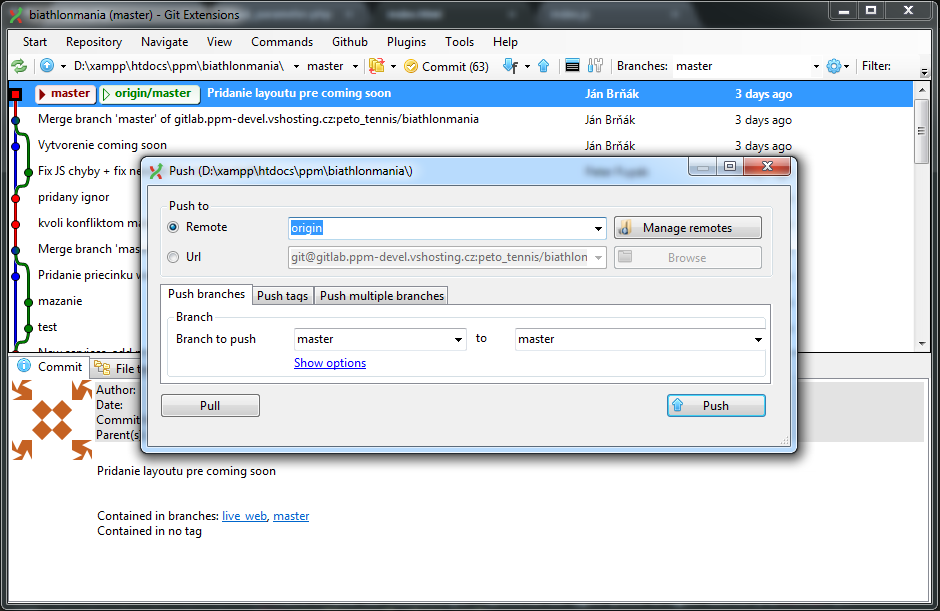 biathlonmania (master) - Git Extensions
Start Repository Navigate View Commands Github Plugins Tools Help
D:\xampp\htdocs\ppm\biathlonmania\ master Commit (63) Branches: master Filter:
master origin/master Pridanie layoutu pre coming soon Ján Brňák 3 days ago
Merge branch 'master' of gitlab.ppm-devel.vshosting.cz:peto_tennis/biathlonmania Ján Brňák 3 days ago
Vytvorenie coming soon Ján Brňák 3 days ago
Fix JS chyby + fix ne
pridany ignor
kvoli konfliktom ma
Merge branch 'mas
Pridanie priecinku w
mazanie
test
Push (D:\xampp\htdocs\ppm\biathlonmania\)
Push to
Remote origin Manage remotes
Url git@gitlab.ppm-devel.vshosting.cz:peto_tennis/biathlon Browse
Push branches Push tags Push multiple branches
Branch
Branch to push master to master
Show options
Pull Push
Commit File t
Author:
Date:
Commit
Parent(s
Pridanie layoutu pre coming soon
Contained in branches: live_web, master
Contained in no tag